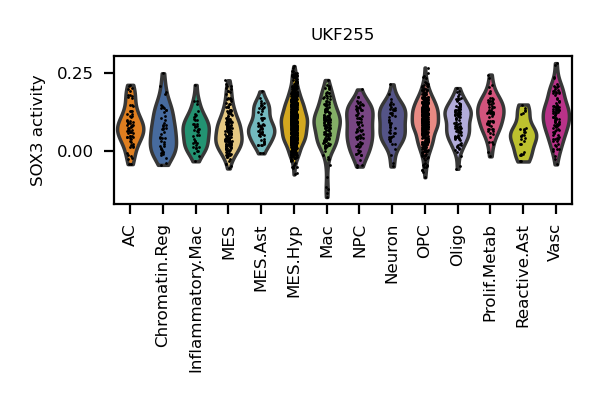 UKF255
SOX3 activity
0.25
0.00
AC
Chromatin.Reg
Inflammatory.Mac
MES
MES.Ast
MES.Hyp
Mac
NPC
Neuron
OPC
Oligo
Prolif.Metab
Reactive.Ast
Vasc